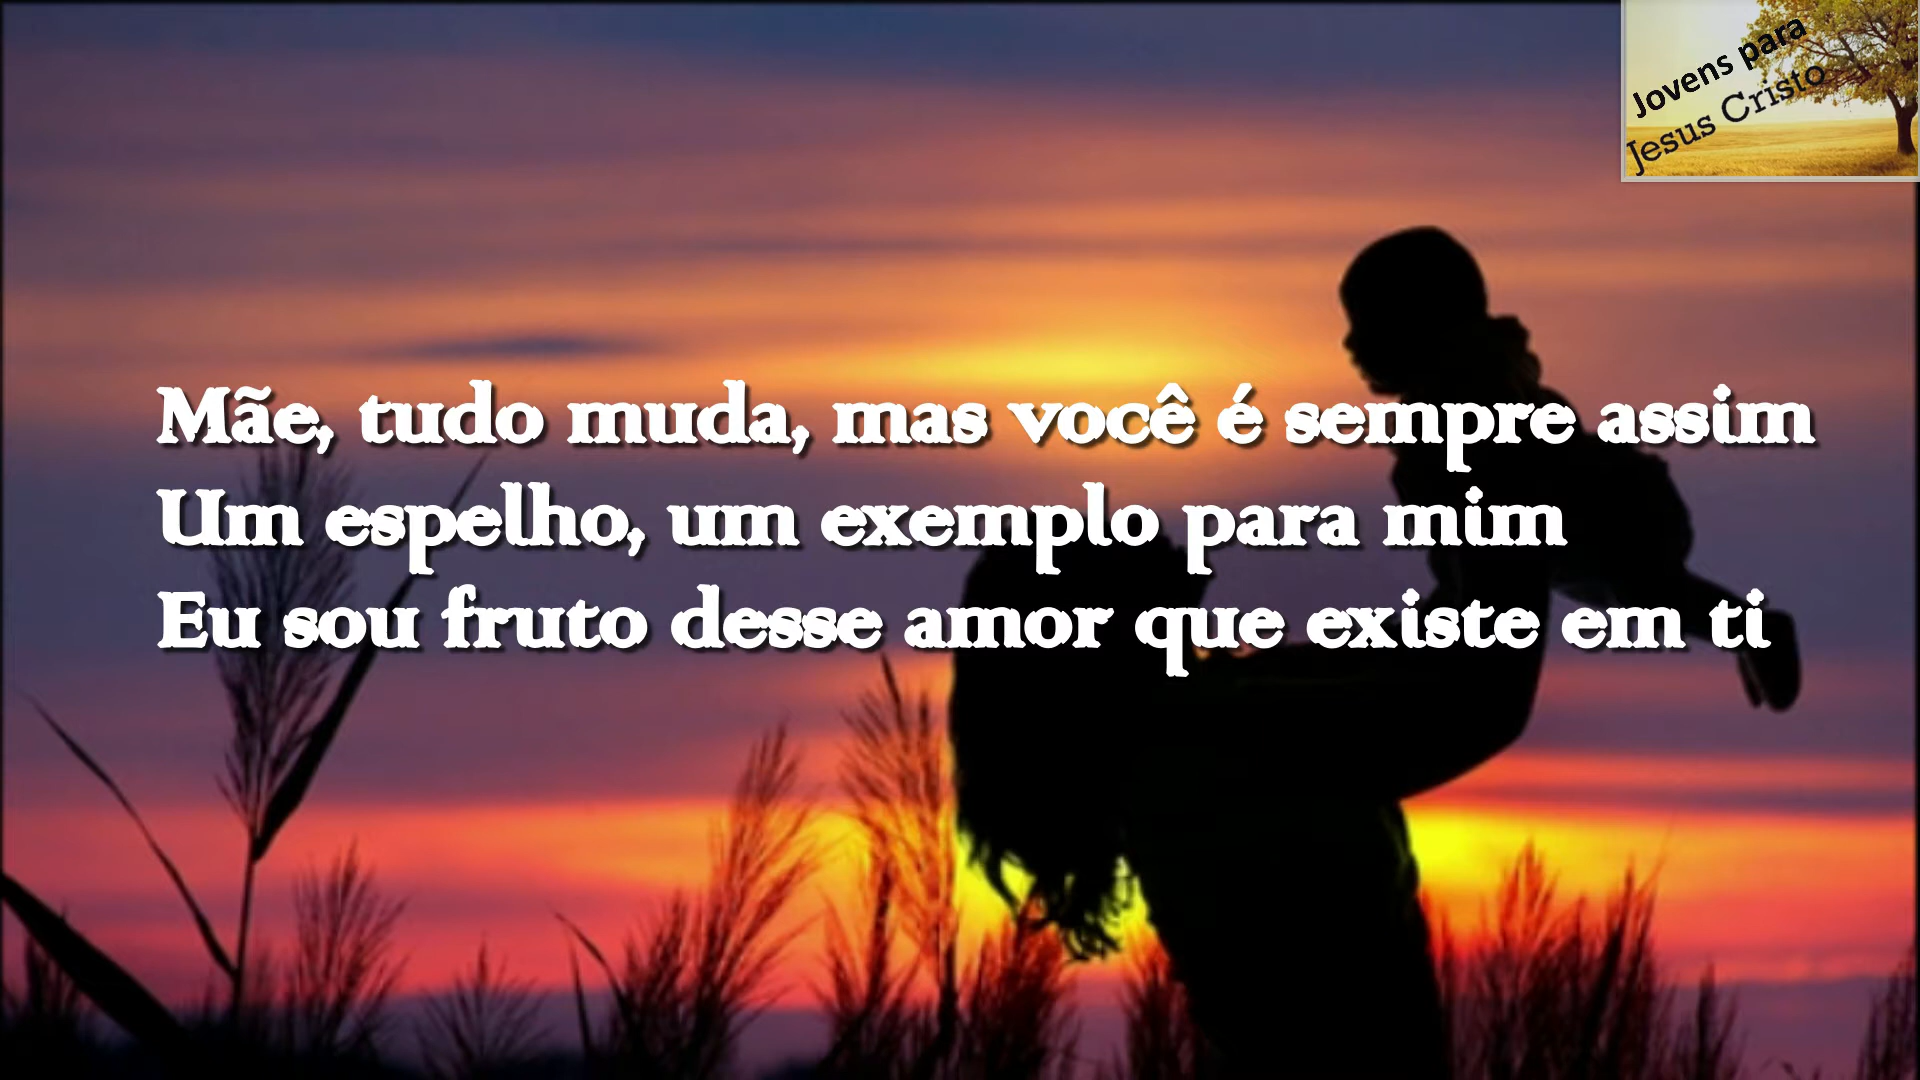 Jovens para
Jesus Cristo
Mãe, tudo muda, mas você é sempre assim
Um espelho, um exemplo para mim
Eu sou fruto desse amor que existe em ti